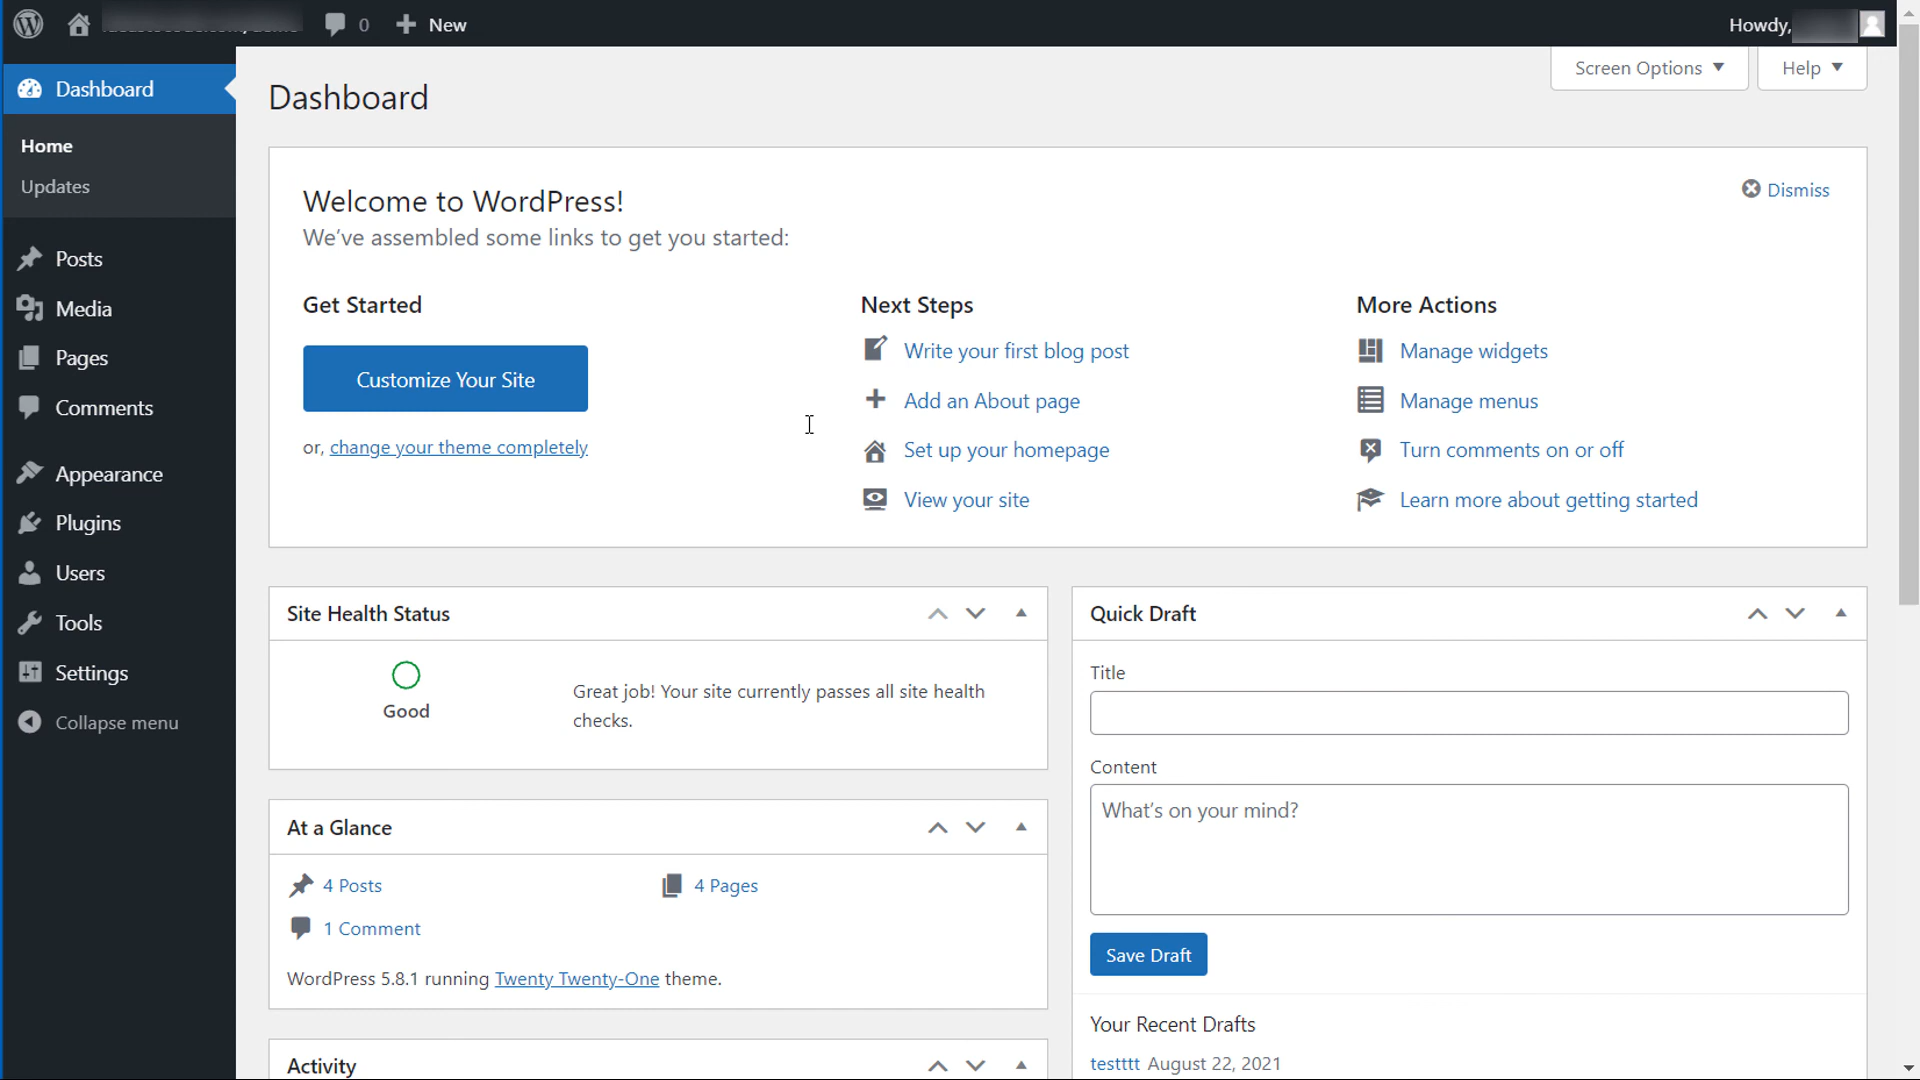 0 New
Howdy,
Dashboard
Home
Updates
Posts
Media
Pages
Comments
Appearance
Plugins
Users
Tools
Settings
Collapse menu
Screen Options Help
Dashboard
Welcome to WordPress!
We've assembled some links to get you started:
Dismiss
Get Started
Customize Your Site
or, change your theme completely
Next Steps
Write your first blog post
Add an About page
Set up your homepage
View your site
More Actions
Manage widgets
Manage menus
Turn comments on or off
Learn more about getting started
Site Health Status
Good
Great job! Your site currently passes all site health
checks.
At a Glance
4 Posts 4 Pages
1 Comment
WordPress 5.8.1 running Twenty Twenty-One theme.
Activity
Quick Draft
Title
Content
What's on your mind?
Save Draft
Your Recent Drafts
testttt August 22, 2021